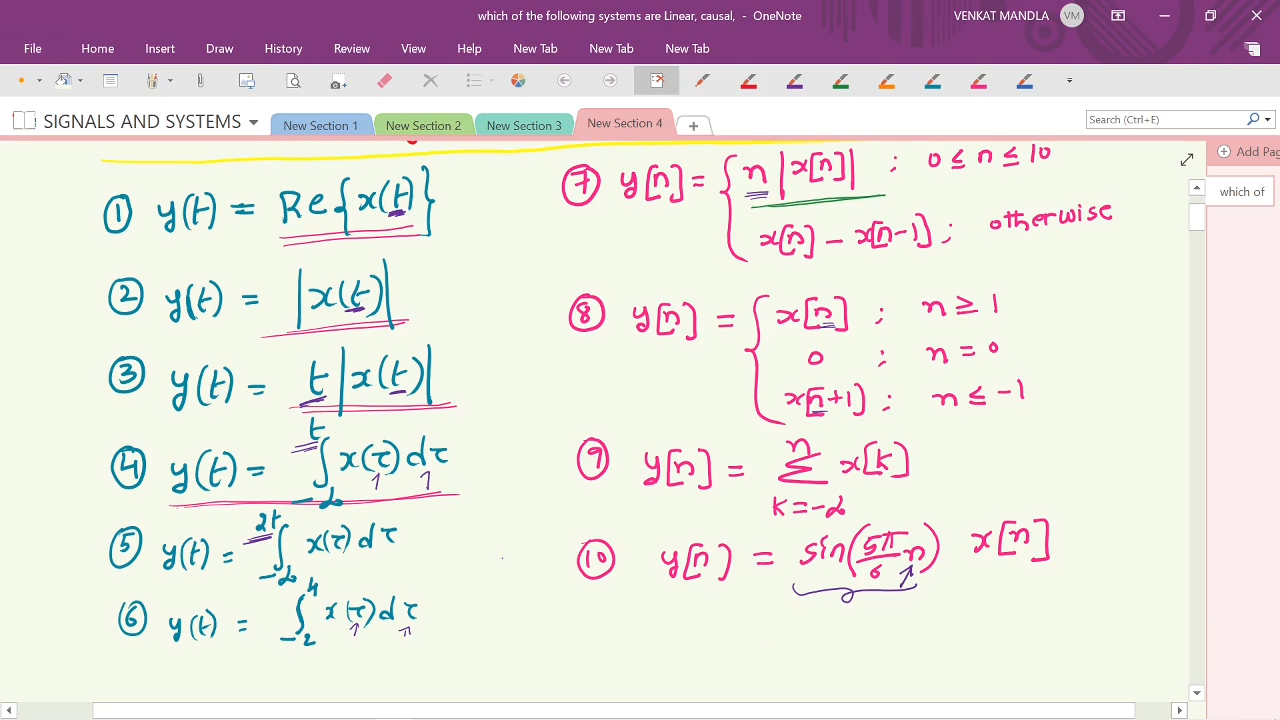 which of the following systems are Linear, causal, - OneNote
VENKAT MANDLA VM
File Home Insert Draw History Review View Help New Tab New Tab New Tab
SIGNALS AND SYSTEMS New Section 1 New Section 2 New Section 3 New Section 4
Search (Ctrl+E)
Add Pag
which of
① y(t) = Re{x(t)}
② y(t) = |x(t)|
③ y(t) = t|x(t)|
④ y(t) = ∫_{-∞}^{t} x(τ)dτ
⑤ y(t) = ∫_{-∞}^{2t} x(τ)dτ
⑥ y(t) = ∫_{-2}^{4} x(τ)dτ
⑦ y[n] = { n|x[n]| ; 0 ≤ n ≤ 10
x[n] - x[n-1] ; otherwise
⑧ y[n] = { x[n] ; n ≥ 1
0 ; n = 0
x[n+1] ; n ≤ -1
⑨ y[n] = Σ_{k=-∞}^{n} x[k]
⑩ y[n) = sin(5π/6 n) x[n]